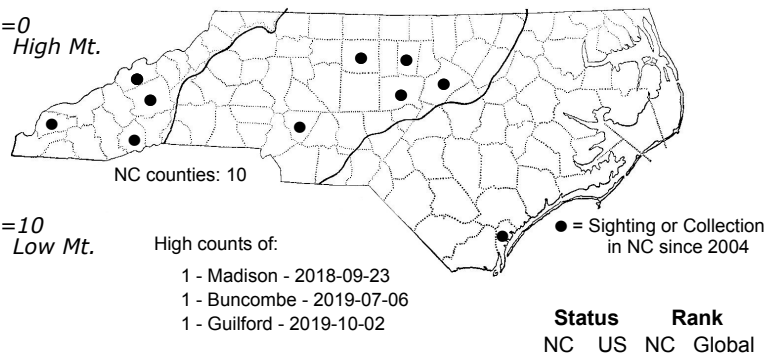 =0
High Mt.
NC counties: 10
=10
Low Mt.
High counts of:
1 - Madison - 2018-09-23
1 - Buncombe - 2019-07-06
1 - Guilford - 2019-10-02
● = Sighting or Collection
in NC since 2004
Status Rank
NC US NC Global